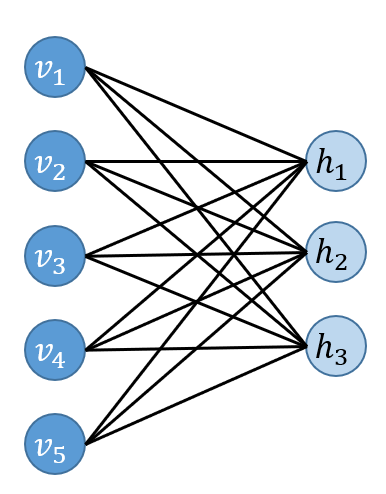 v₁
v₂
h₁
v₃
h₂
v₄
h₃
v₅